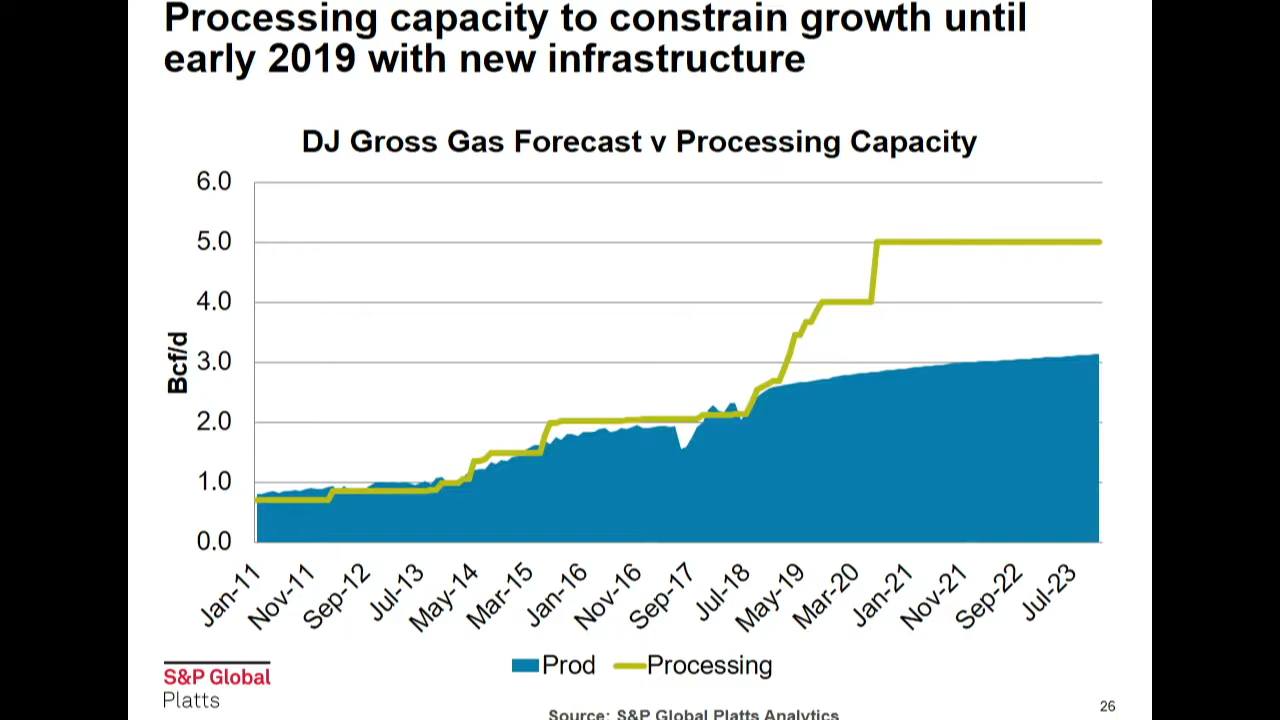 Processing capacity to constrain growth until
early 2019 with new infrastructure
DJ Gross Gas Forecast v Processing Capacity
Bcf/d
6.0
5.0
4.0
3.0
2.0
1.0
0.0
Jan-11
Nov-11
Sep-12
Jul-13
May-14
Mar-15
Jan-16
Nov-16
Sep-17
Jul-18
May-19
Mar-20
Jan-21
Nov-21
Sep-22
Jul-23
Prod
Processing
S&P Global
Platts
Source: S&P Global Platts Analytics
26